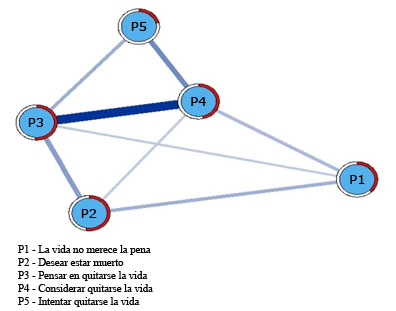 P5
P4
P3
P1
P2
P1 - La vida no merece la pena
P2 - Desear estar muerto
P3 - Pensar en quitarse la vida
P4 - Considerar quitarse la vida
P5 - Intentar quitarse la vida